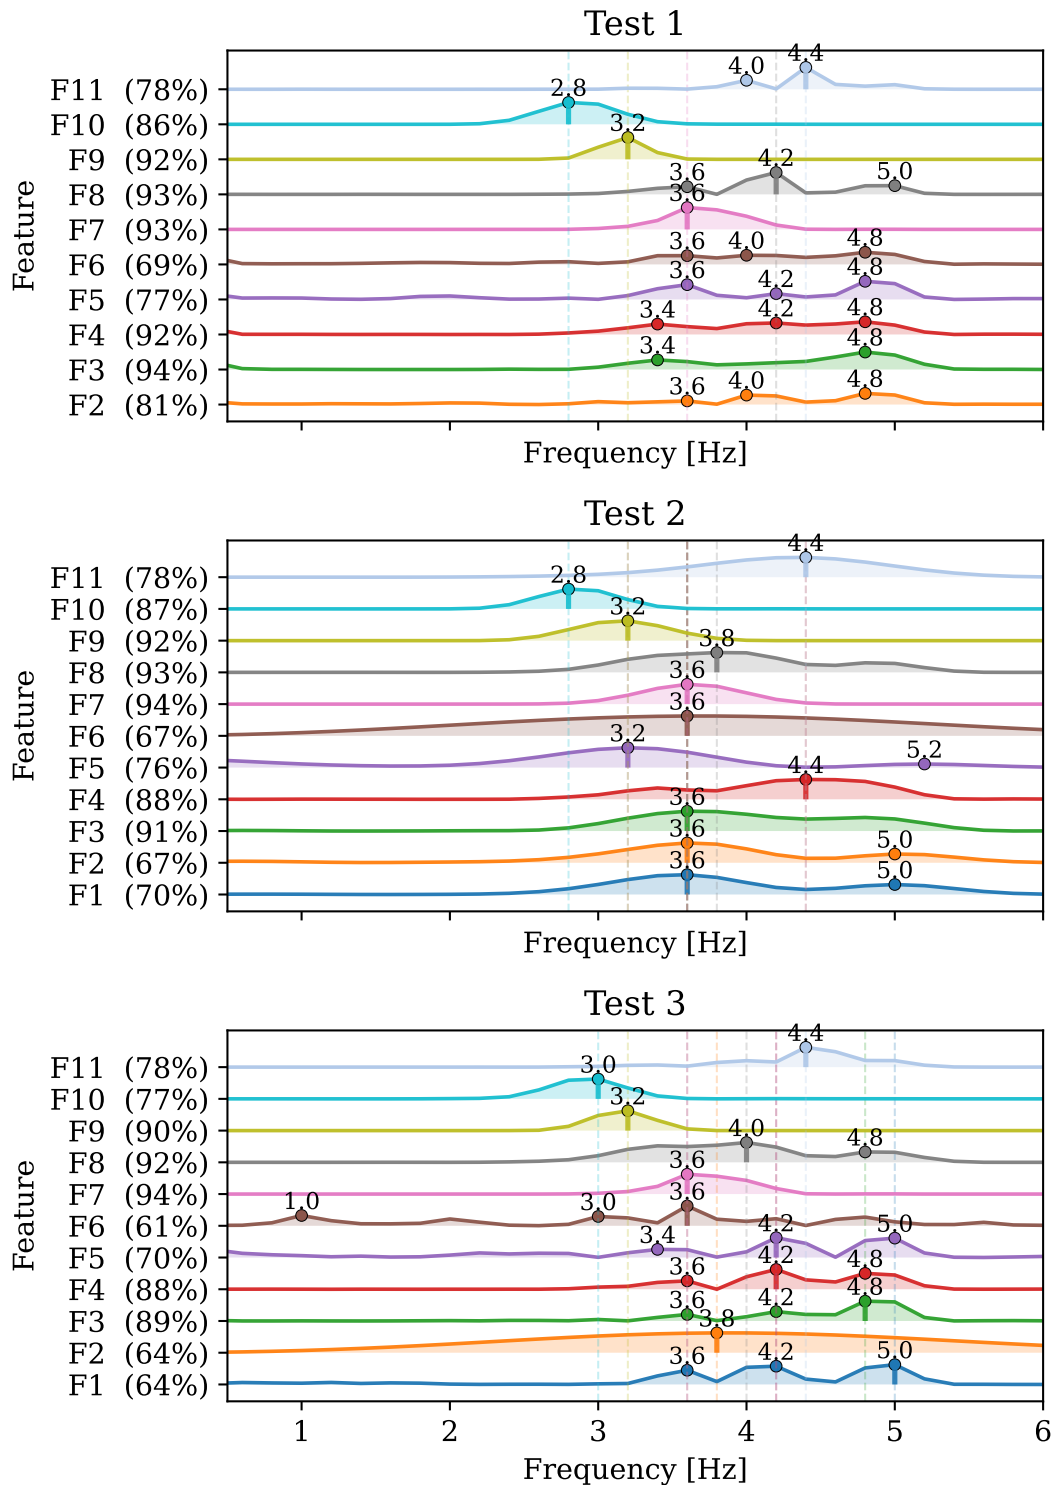 Test 1
4.4
4.0
F11 (78%)
2.8
F10 (86%)
3.2
F9 (92%)
4.2
3.6 5.0
F8 (93%)
3.6
F7 (93%)
3.6 4.0 4.8
F6 (69%)
3.6 4.2 4.8
F5 (77%)
3.4 4.2 4.8
F4 (92%)
3.4 4.8
F3 (94%)
3.6 4.0 4.8
F2 (81%)
Feature
Frequency [Hz]
Test 2
4.4
F11 (78%)
2.8
F10 (87%)
3.2
F9 (92%)
3.8
F8 (93%)
3.6
F7 (94%)
3.6
F6 (67%)
3.2 5.2
F5 (76%)
4.4
F4 (88%)
3.6
F3 (91%)
3.6 5.0
F2 (67%)
3.6 5.0
F1 (70%)
Feature
Frequency [Hz]
Test 3
4.4
F11 (78%)
3.0
F10 (77%)
3.2
F9 (90%)
4.0 4.8
F8 (92%)
3.6
F7 (94%)
1.0 3.0 3.6
F6 (61%)
3.4 4.2 5.0
F5 (70%)
3.6 4.2 4.8
F4 (88%)
3.6 4.2 4.8
F3 (89%)
3.8
F2 (64%)
3.6 4.2 5.0
F1 (64%)
Feature
1 2 3 4 5 6
Frequency [Hz]